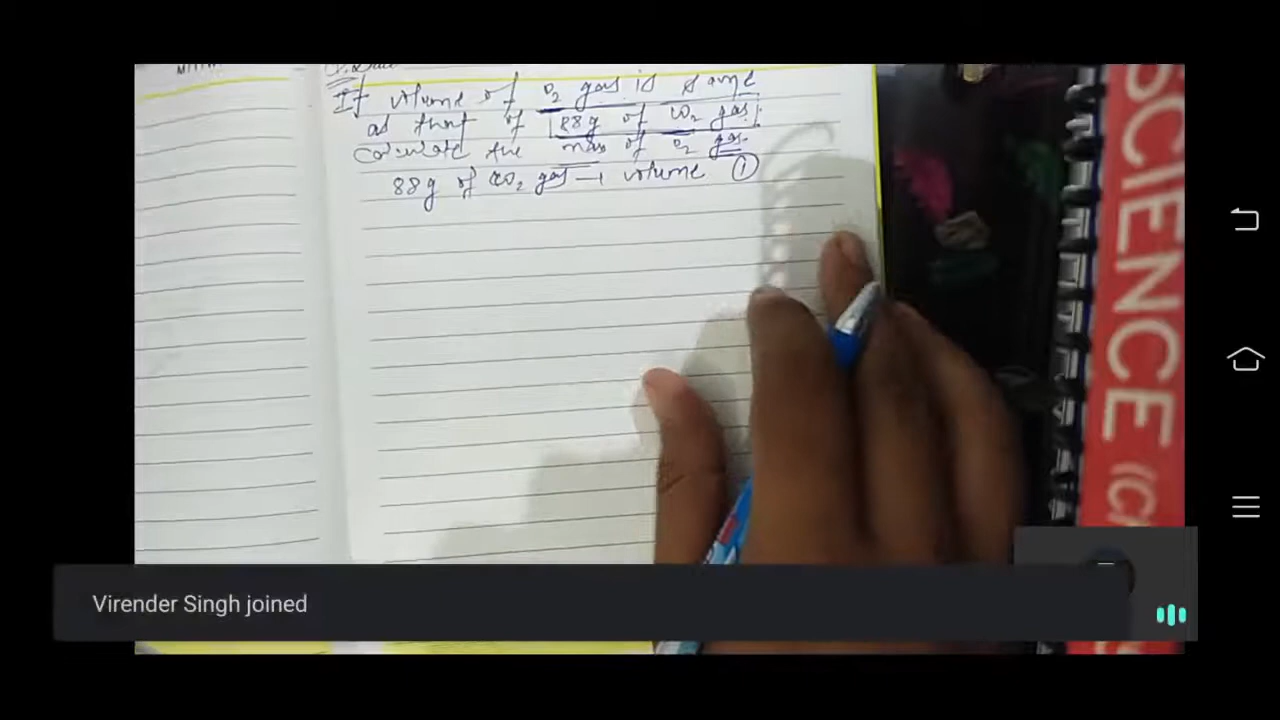 If volume of O₂ gas is same
as that of 88g of CO₂ gas.
calculate the mass of O₂ gas.
88g of CO₂ gas → volume ①
SCIENCE (C
Virender Singh joined